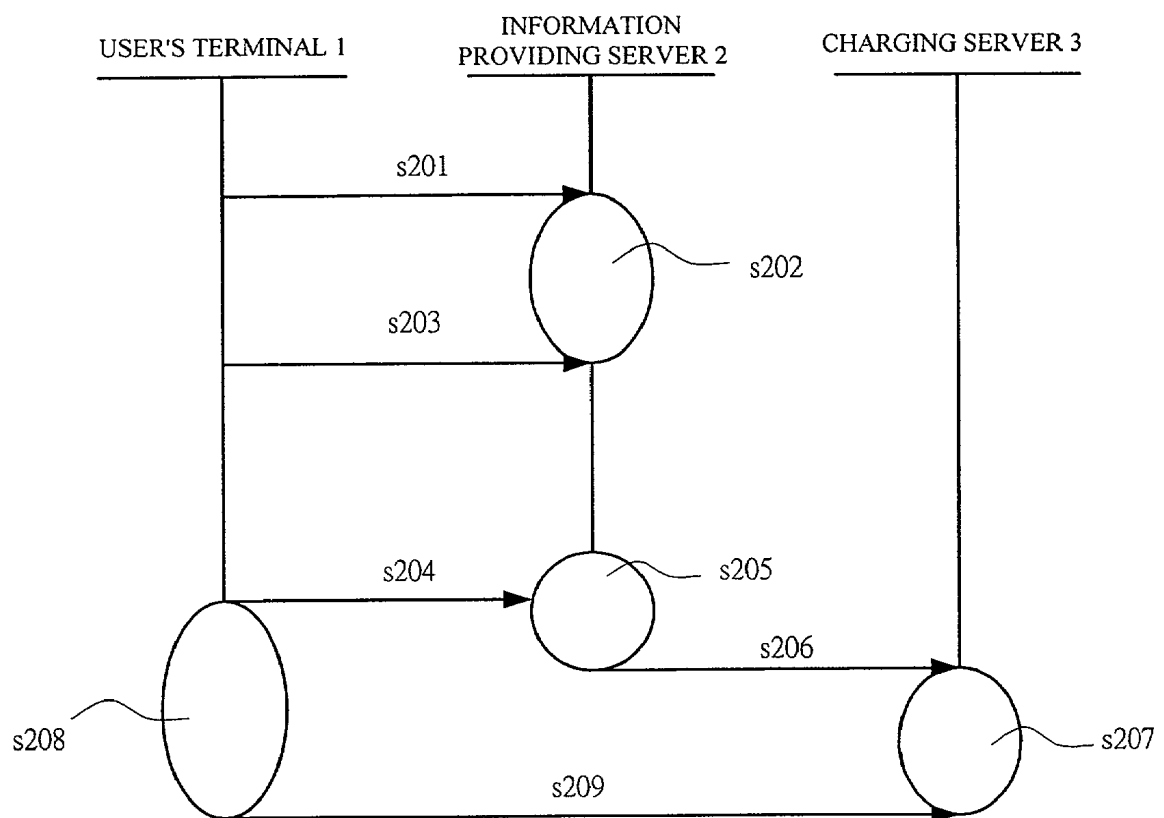 USER'S TERMINAL 1
INFORMATION
PROVIDING SERVER 2
CHARGING SERVER 3
s201
s202
s203
s204
s205
s206
s207
s208
s209